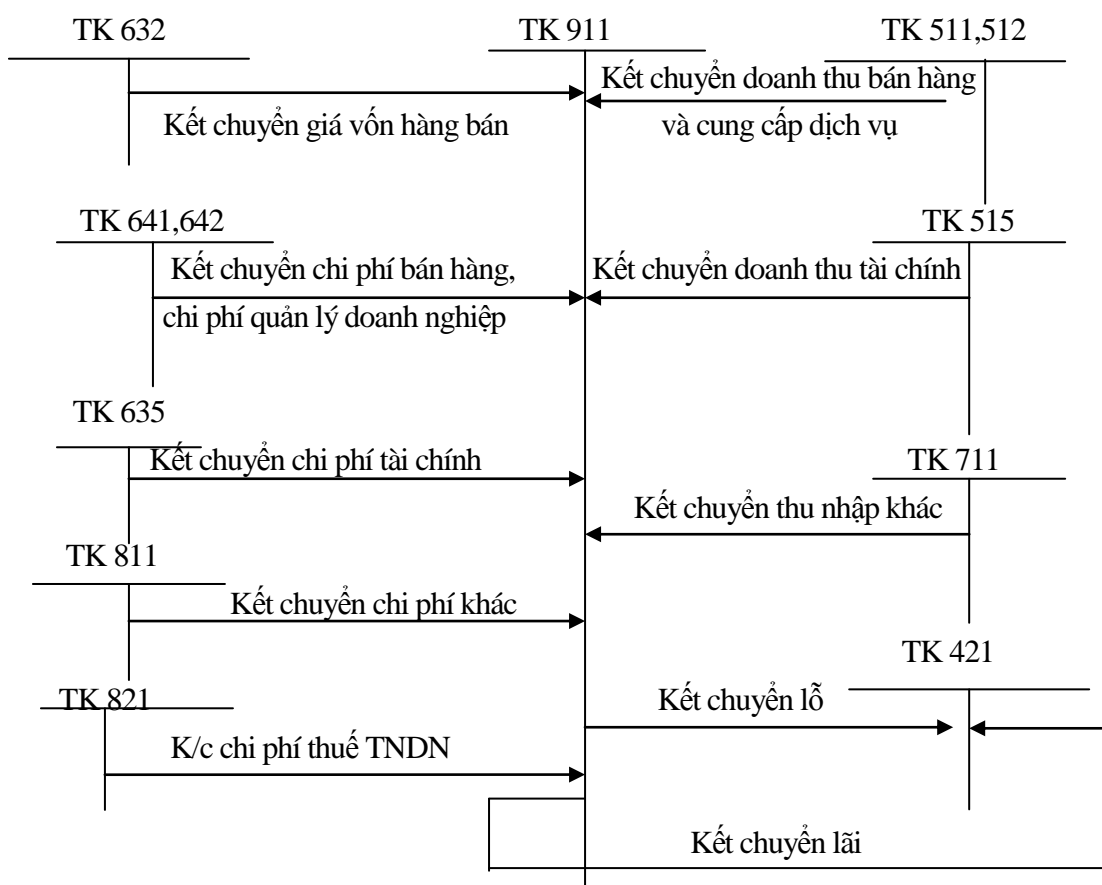 TK 632
TK 911
TK 511,512
Kết chuyển doanh thu bán hàng
Kết chuyển giá vốn hàng bán
và cung cấp dịch vụ
TK 641,642
TK 515
Kết chuyển chi phí bán hàng,
Kết chuyển doanh thu tài chính
chi phí quản lý doanh nghiệp
TK 635
Kết chuyển chi phí tài chính
TK 711
Kết chuyển thu nhập khác
TK 811
Kết chuyển chi phí khác
TK 421
TK 821
Kết chuyển lỗ
K/c chi phí thuế TNDN
Kết chuyển lãi